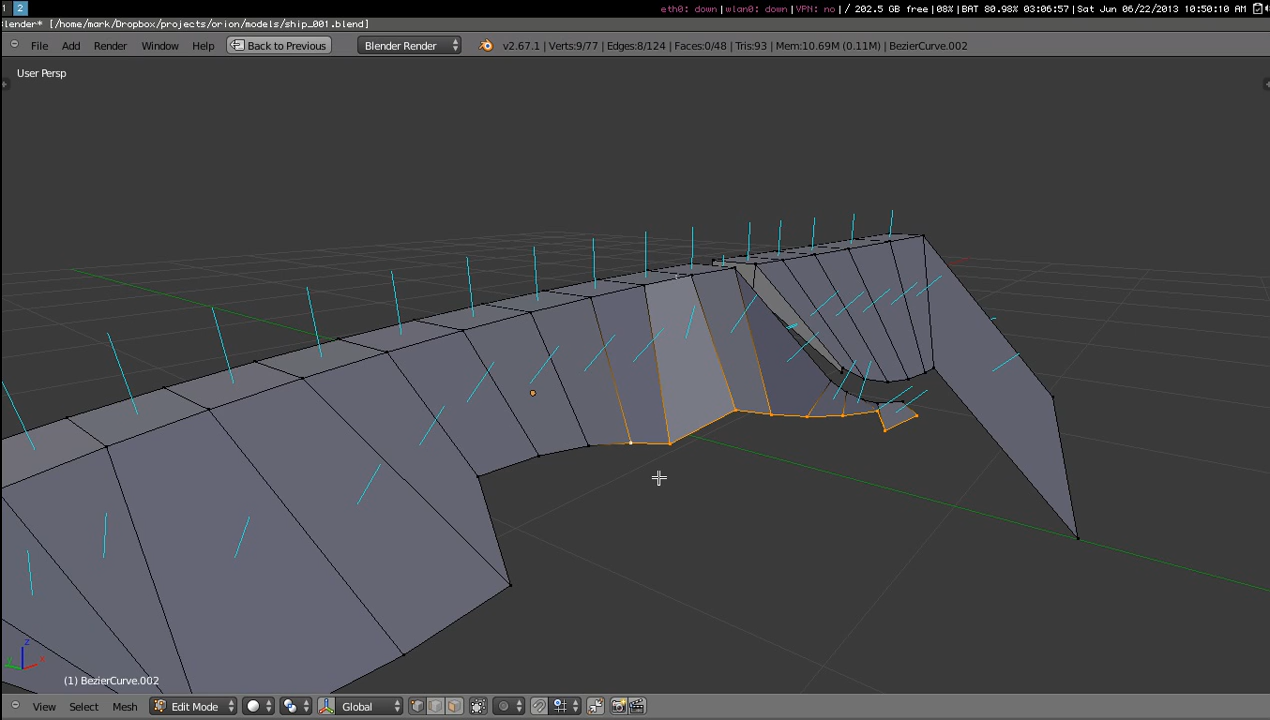 1 2 eth0: down|wlan0: down|VPN: no|/ 202.5 GB free|08%|BAT 80.98% 03:06:57|Sat Jun 06/22/2013 10:50:10 AM
lender* [/home/mark/Dropbox/projects/orion/models/ship_001.blend]
File Add Render Window Help Back to Previous Blender Render v2.67.1 | Verts:9/77 | Edges:8/124 | Faces:0/48 | Tris:93 | Mem:10.69M (0.11M) | BezierCurve.002
User Persp
z
y x
(1) BezierCurve.002
View Select Mesh Edit Mode Global